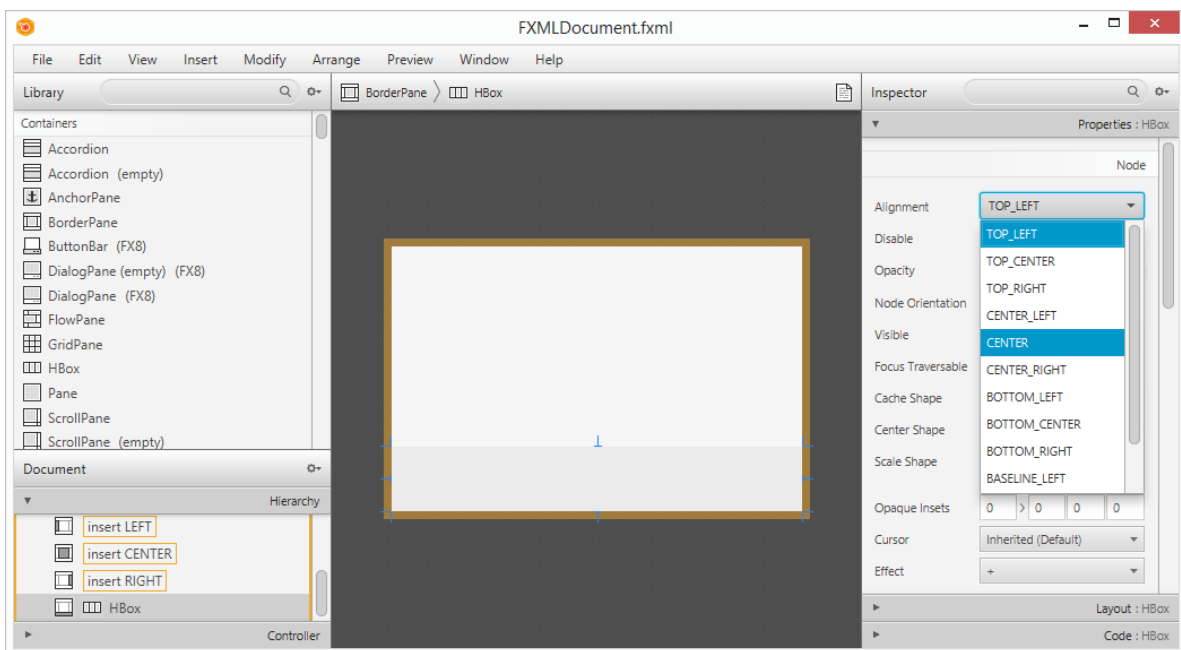 FXMLDocument.fxml
File Edit View Insert Modify Arrange Preview Window Help
Library
BorderPane HBox
Inspector
Containers
Accordion
Accordion (empty)
AnchorPane
BorderPane
ButtonBar (FX8)
DialogPane (empty) (FX8)
DialogPane (FX8)
FlowPane
GridPane
HBox
Pane
ScrollPane
ScrollPane (empty)
Document
Hierarchy
insert LEFT
insert CENTER
insert RIGHT
HBox
Controller
Properties : HBox
Node
Alignment TOP_LEFT
Disable
Opacity
Node Orientation
Visible
Focus Traversable
Cache Shape
Center Shape
Scale Shape
TOP_LEFT
TOP_CENTER
TOP_RIGHT
CENTER_LEFT
CENTER
CENTER_RIGHT
BOTTOM_LEFT
BOTTOM_CENTER
BOTTOM_RIGHT
BASELINE_LEFT
Opaque Insets 0 0 0 0
Cursor Inherited (Default)
Effect +
Layout : HBox
Code : HBox